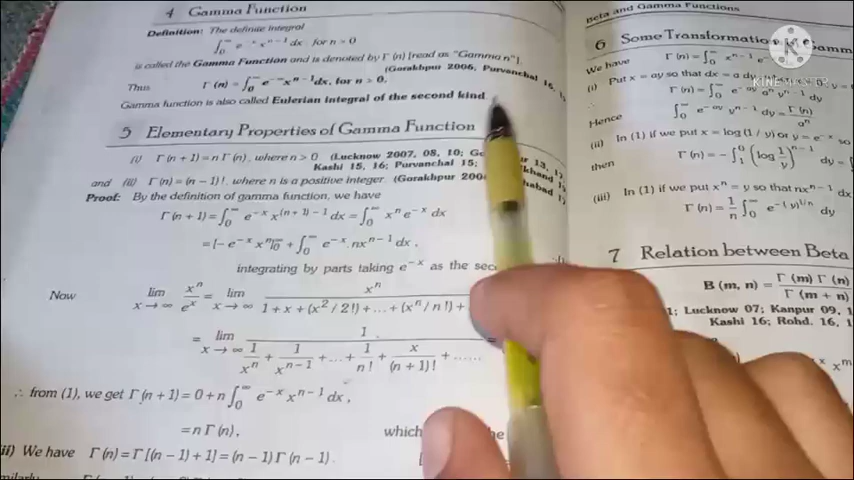 4 Gamma Function
Definition: The definite integral
∫₀^∞ e^−x x^n−1 dx for n > 0
is called the Gamma Function and is denoted by Γ (n) [read as "Gamma n"].
(Gorakhpur 2006, Purvanchal 16,
Thus Γ (n) = ∫₀^∞ e^−x x^n−1 dx, for n > 0.
Gamma function is also called Eulerian integral of the second kind.
5 Elementary Properties of Gamma Function
(i) Γ (n + 1) = n Γ (n), where n > 0 (Lucknow 2007, 08, 10;
Kashi 15, 16; Purvanchal 15;
and (ii) Γ (n) = (n − 1)!, where n is a positive integer. (Gorakhpur
Proof: By the definition of gamma function, we have
Γ (n + 1) = ∫₀^∞ e^−x x^(n + 1) − 1 dx = ∫₀^∞ x^n e^−x dx
= [− e^−x x^n]₀^∞ + ∫₀^∞ e^−x . nx^n−1 dx ,
integrating by parts taking e^−x as the
Now lim x → ∞ x^n / e^x = lim x → ∞ x^n / 1 + x + (x² / 2!) + ... + (x^n / n!) +
= lim x → ∞ 1 / 1/x^n + 1/x^n−1 + ... + 1/n! + x/(n + 1)! + ......
∴ from (1), we get Γ (n + 1) = 0 + n ∫₀^∞ e^−x x^n−1 dx ,
= n Γ (n), which
ii) We have Γ (n) = Γ [(n − 1) + 1] = (n − 1) Γ (n − 1).
Beta and Gamma Functions
6 Some Transformation
We have Γ (n) = ∫₀^∞ x^n−1
(i) Put x = ay so that dx = a dy
Γ (n) = ∫₀^∞ e^−ay a^n y^n−1 dy
Hence ∫₀^∞ e^−ay y^n−1 dy = Γ (n) / a^n
(ii) In (1) if we put x = log (1 / y) or y = e^−x so
then Γ (n) = − ∫₁⁰ (log 1/y)^n−1 dy =
(iii) In (1) if we put x^n = y so that nx^n−1 dx
Γ (n) = 1/n ∫₀^∞ e^−(y)^1/n dy
7 Relation between Beta
B (m, n) = Γ (m) Γ (n) / Γ (m + n)
Lucknow 07; Kanpur 09,
Kashi 16; Rohd. 16,
KINEMASTER